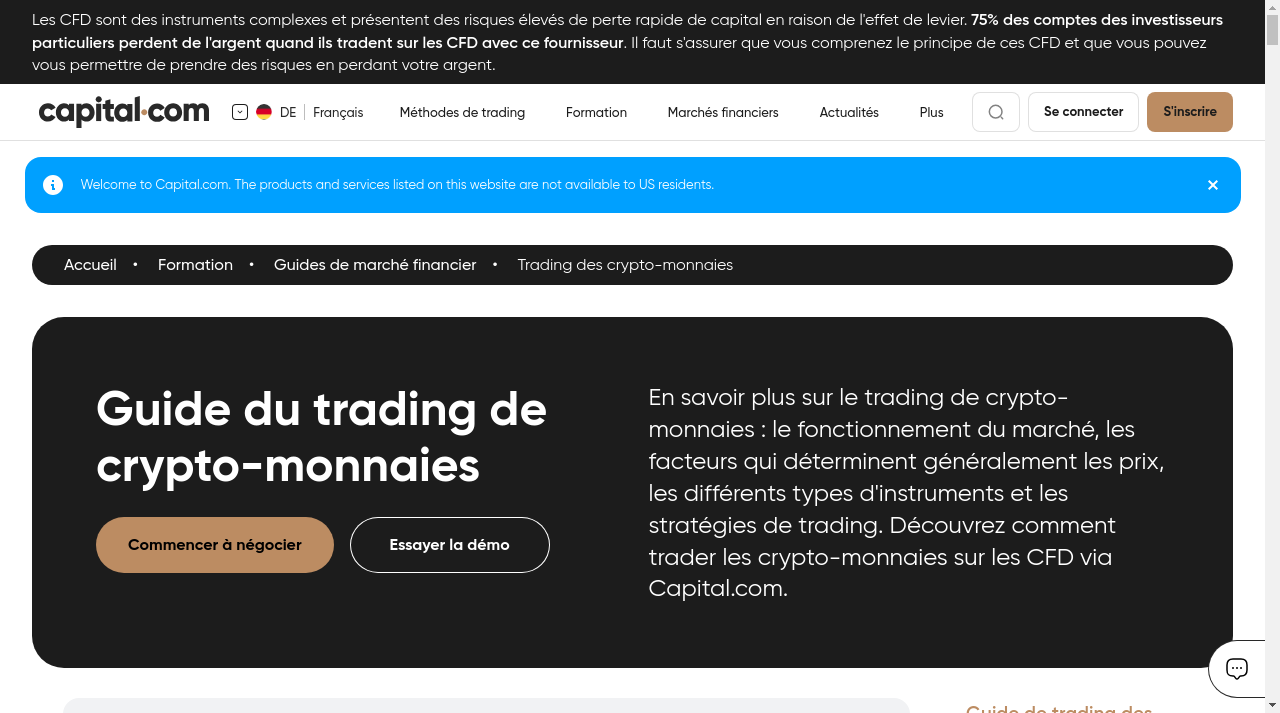 Les CFD sont des instruments complexes et présentent des risques élevés de perte rapide de capital en raison de l'effet de levier. 75% des comptes des investisseurs
particuliers perdent de l'argent quand ils tradent sur les CFD avec ce fournisseur. Il faut s'assurer que vous comprenez le principe de ces CFD et que vous pouvez
vous permettre de prendre des risques en perdant votre argent.
capital.com DE Français Méthodes de trading Formation Marchés financiers Actualités Plus Se connecter S'inscrire
Welcome to Capital.com. The products and services listed on this website are not available to US residents.
Accueil • Formation • Guides de marché financier • Trading des crypto-monnaies
Guide du trading de
crypto-monnaies
Commencer à négocier Essayer la démo
En savoir plus sur le trading de crypto-
monnaies : le fonctionnement du marché, les
facteurs qui déterminent généralement les prix,
les différents types d'instruments et les
stratégies de trading. Découvrez comment
trader les crypto-monnaies sur les CFD via
Capital.com.
Guide de trading des